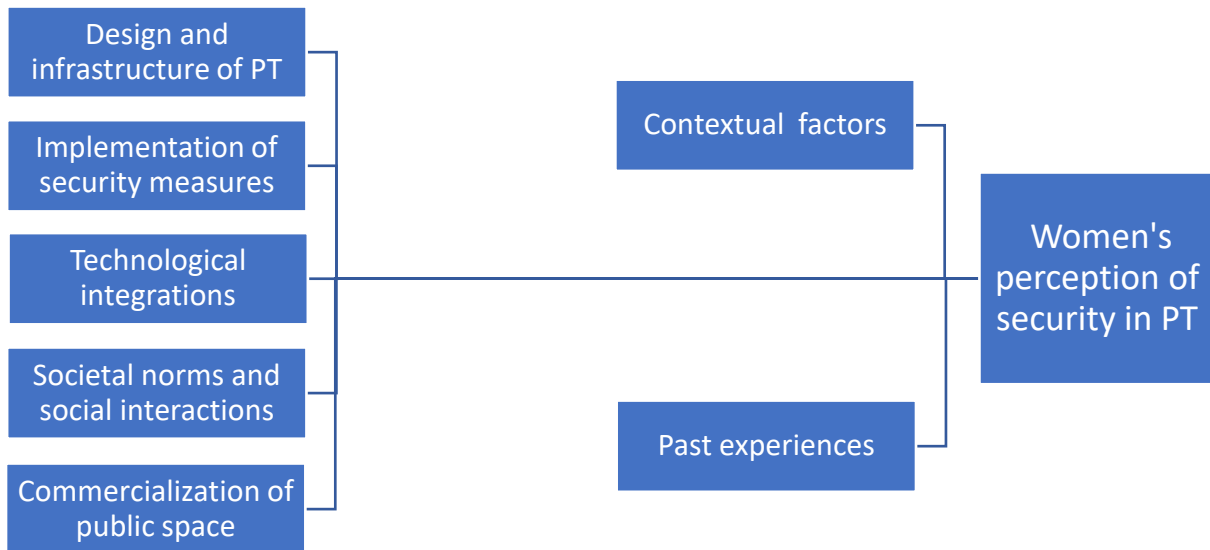 Design and
infrastructure of PT
Implementation of
security measures
Technological
integrations
Societal norms and
social interactions
Commercialization of
public space
Contextual factors
Past experiences
Women's
perception of
security in PT